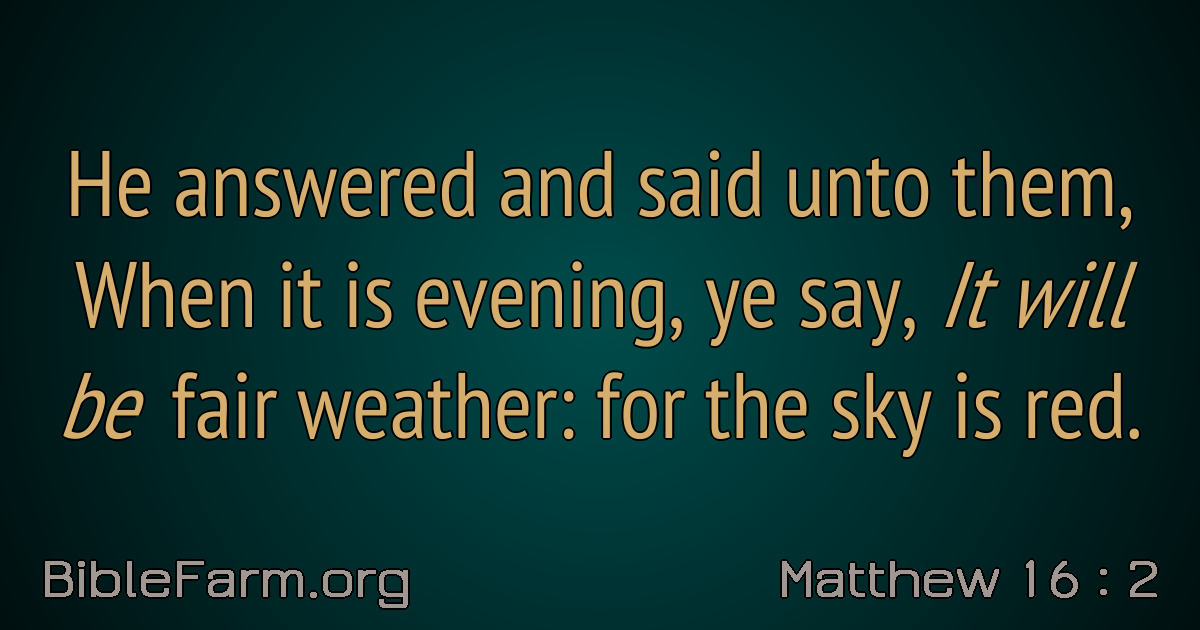 He answered and said unto them,
When it is evening, ye say, It will
be fair weather: for the sky is red.
BibleFarm.org
Matthew 16 : 2